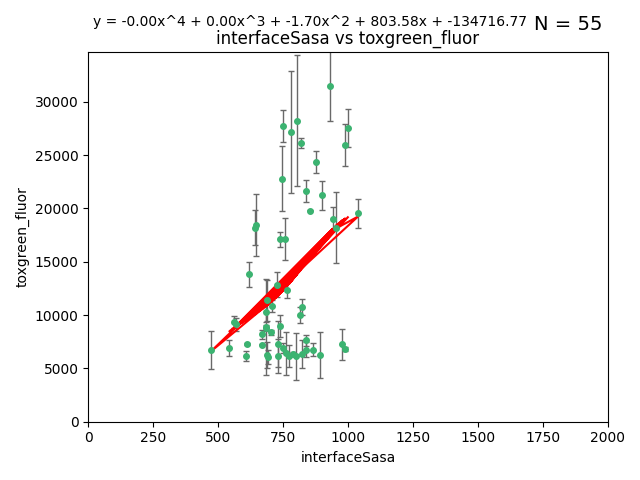 y = -0.00x^4 + 0.00x^3 + -1.70x^2 + 803.58x + -134716.77 N = 55
interfaceSasa vs toxgreen_fluor
30000
25000
20000
15000
10000
5000
0
toxgreen_fluor
0 250 500 750 1000 1250 1500 1750 2000
interfaceSasa